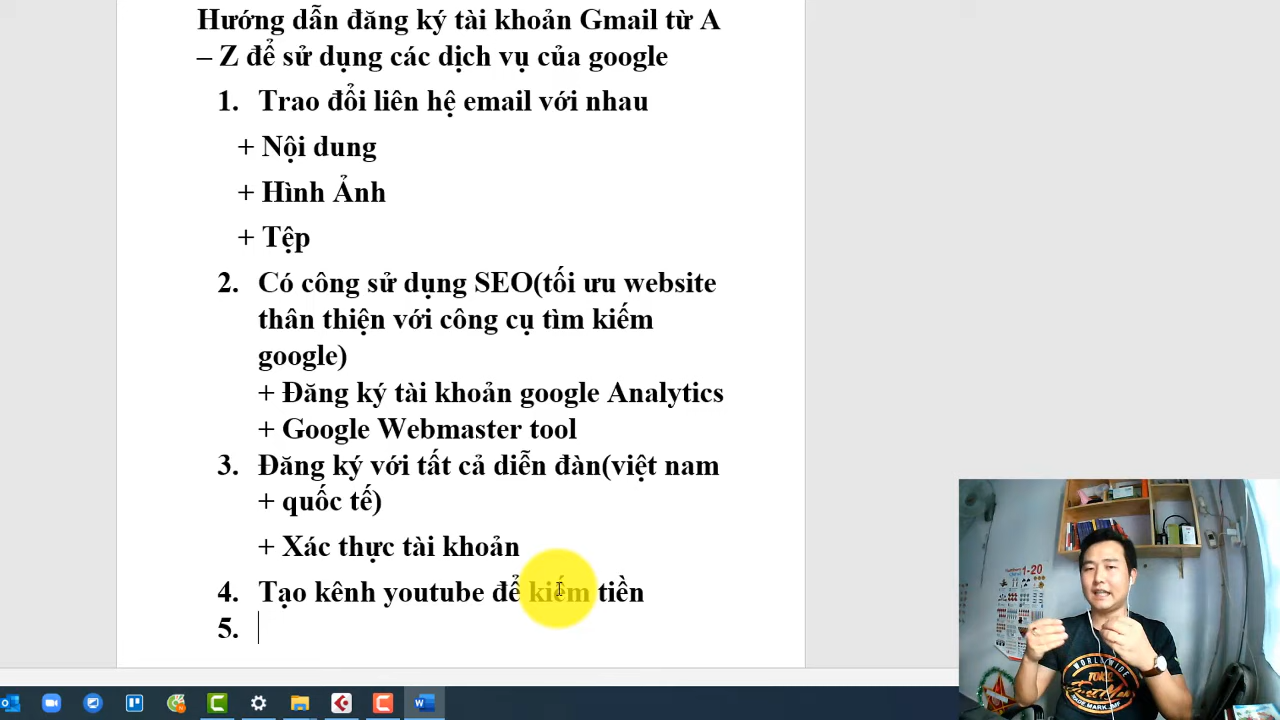 Hướng dẫn đăng ký tài khoản Gmail từ A
– Z để sử dụng các dịch vụ của google
1. Trao đổi liên hệ email với nhau
+ Nội dung
+ Hình Ảnh
+ Tệp
2. Có công sử dụng SEO(tối ưu website
thân thiện với công cụ tìm kiếm
google)
+ Đăng ký tài khoản google Analytics
+ Google Webmaster tool
3. Đăng ký với tất cả diễn đàn(việt nam
+ quốc tế)
+ Xác thực tài khoản
4. Tạo kênh youtube để kiếm tiền
5.
1-20
WORLDWIDE